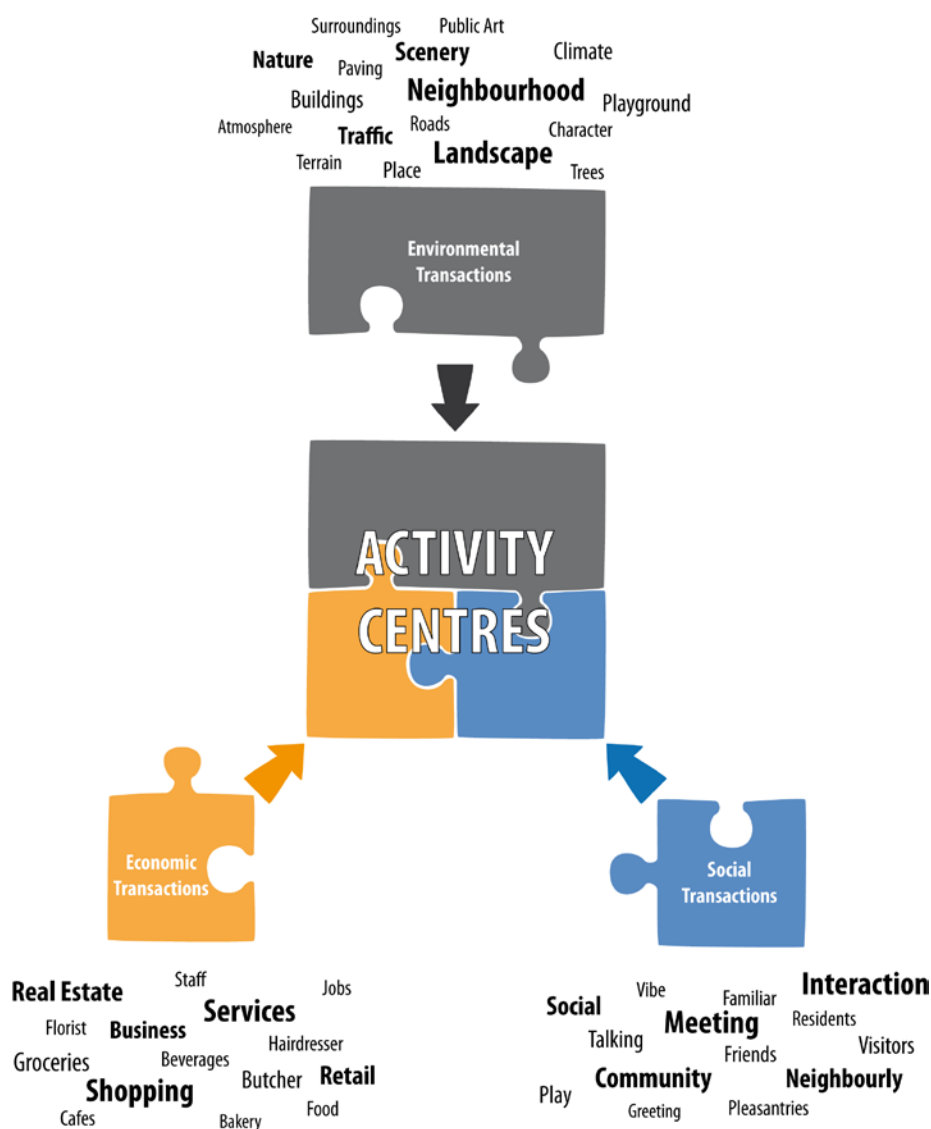 Surroundings Public Art
Nature Scenery Climate
Paving
Buildings Neighbourhood Playground
Atmosphere Traffic Roads Character
Terrain Place Landscape Trees
Environmental
Transactions
ACTIVITY
CENTRES
Economic
Transactions
Social
Transactions
Real Estate Staff Services Jobs
Florist Business Hairdresser
Groceries Beverages
Shopping Butcher Retail
Cafes Bakery Food
Social Vibe Familiar Interaction
Talking Meeting Residents
Friends Visitors
Play Community Neighbourly
Greeting Pleasantries